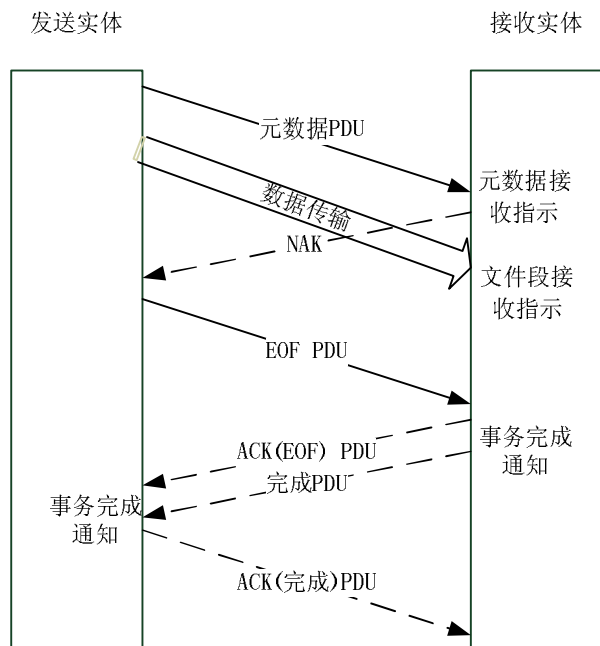 发送实体
接收实体
元数据PDU
元数据接
收指示
数据传输
NAK
文件段接
收指示
EOF PDU
事务完成
通知
ACK(EOF) PDU
完成PDU
事务完成
通知
ACK(完成)PDU